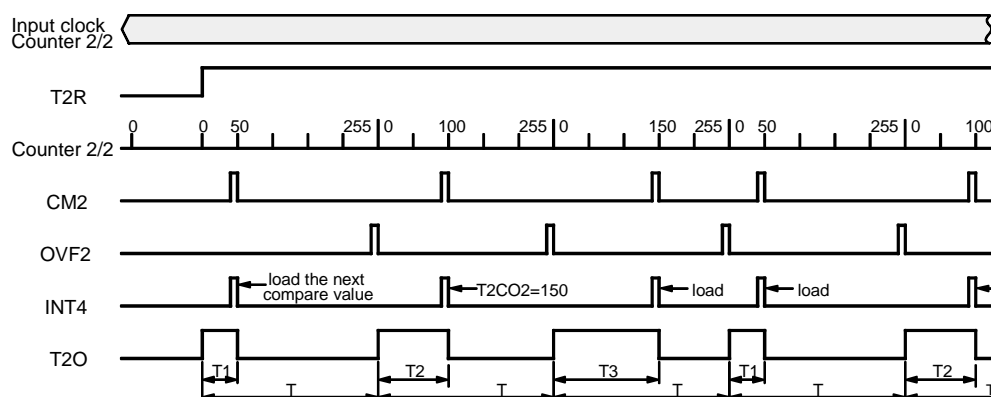 Input clock
Counter 2/2
T2R
0 0 50 255 0 100 255 0 150 255 0 50 255 0 100
Counter 2/2
CM2
OVF2
INT4
load the next
compare value
T2CO2=150
load
load
T2O
T1 T2 T3 T1 T2
T T T T T